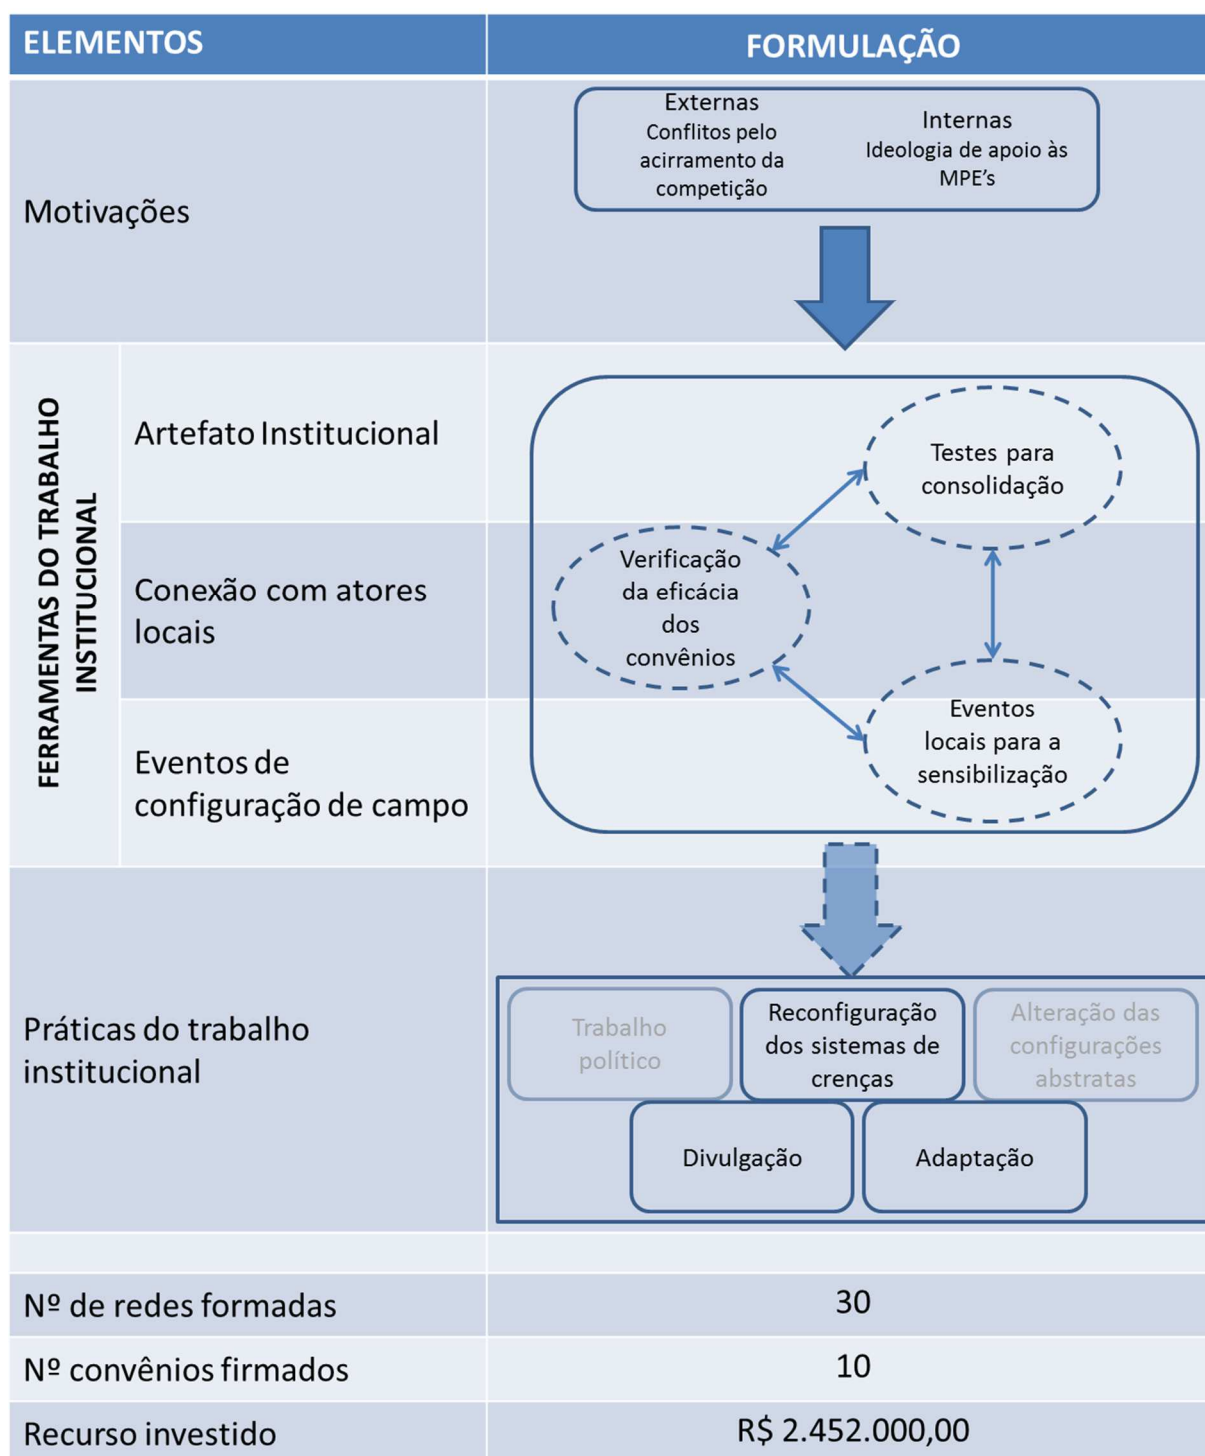 ELEMENTOS
FORMULAÇÃO
Motivações
Externas
Conflitos pelo
acirramento da
competição
Internas
Ideologia de apoio às
MPE's
FERRAMENTAS DO TRABALHO
INSTITUCIONAL
Artefato Institucional
Testes para
consolidação
Conexão com atores
locais
Verificação
da eficácia
dos
convênios
Eventos de
configuração de campo
Eventos
locais para a
sensibilização
Práticas do trabalho
institucional
Trabalho
político
Reconfiguração
dos sistemas de
crenças
Alteração das
configurações
abstratas
Divulgação
Adaptação
Nº de redes formadas
30
Nº convênios firmados
10
Recurso investido
R$ 2.452.000,00